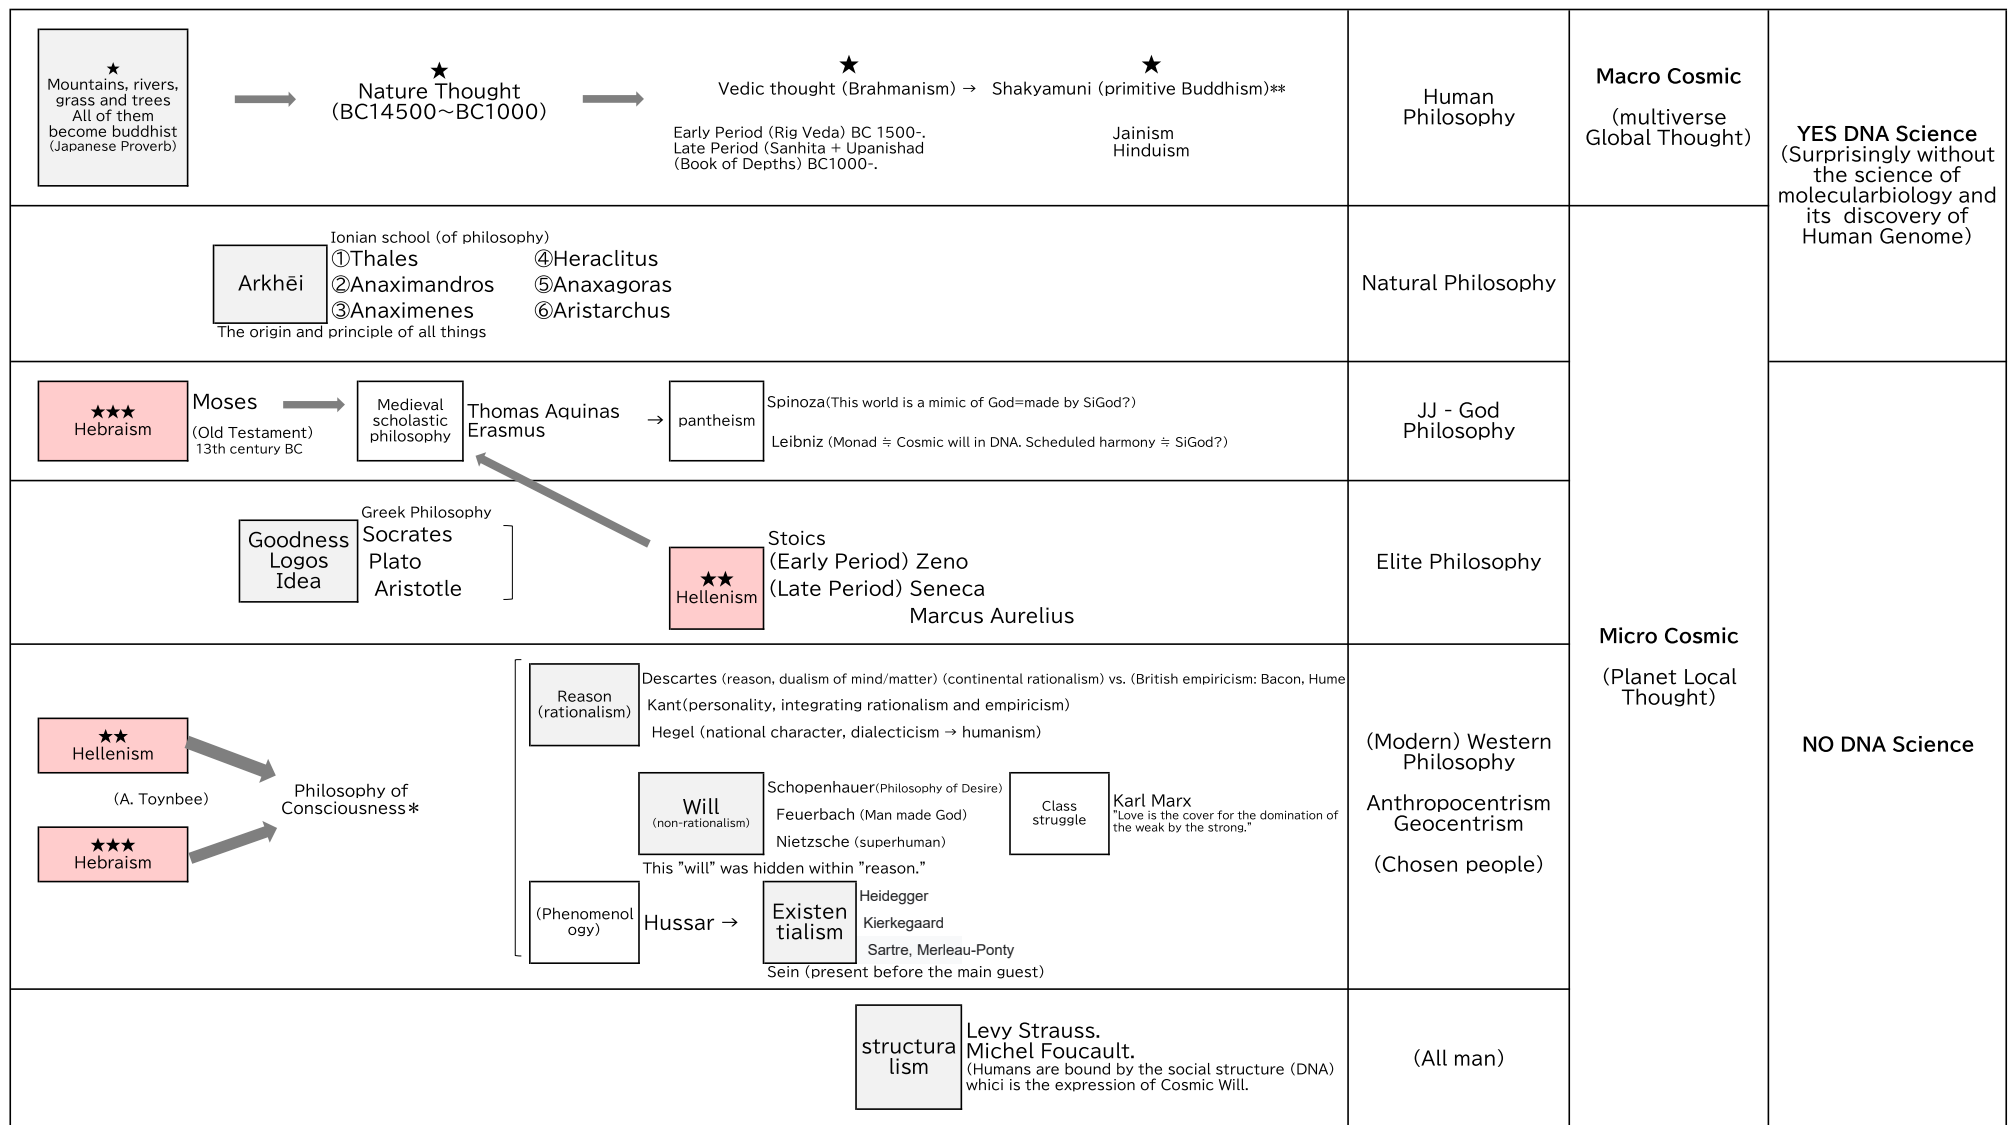 ★
Mountains, rivers,
grass and trees
All of them
become buddhist
(Japanese Proverb)
★
Nature Thought
(BC14500~BC1000)
★
Vedic thought (Brahmanism) →
Early Period (Rig Veda) BC 1500-.
Late Period (Sanhita + Upanishad
(Book of Depths) BC1000-.
★
Shakyamuni (primitive Buddhism)**
Jainism
Hinduism
Human
Philosophy
Macro Cosmic
(multiverse
Global Thought)
YES DNA Science
(Surprisingly without
the science of
molecularbiology and
its discovery of
Human Genome)
Arkhēi
Ionian school (of philosophy)
①Thales
②Anaximandros
③Anaximenes
④Heraclitus
⑤Anaxagoras
⑥Aristarchus
The origin and principle of all things
Natural Philosophy
★★★
Hebraism
Moses
(Old Testament)
13th century BC
Medieval
scholastic
philosophy
Thomas Aquinas
Erasmus
→
pantheism
Spinoza(This world is a mimic of God=made by SiGod?)
Leibniz (Monad ≒ Cosmic will in DNA. Scheduled harmony ≒ SiGod?)
JJ - God
Philosophy
Goodness
Logos
Idea
Greek Philosophy
Socrates
Plato
Aristotle
★★
Hellenism
Stoics
(Early Period) Zeno
(Late Period) Seneca
Marcus Aurelius
Elite Philosophy
Micro Cosmic
(Planet Local
Thought)
NO DNA Science
★★
Hellenism
(A. Toynbee)
★★★
Hebraism
Philosophy of
Consciousness*
Reason
(rationalism)
Descartes (reason, dualism of mind/matter) (continental rationalism) vs. (British empiricism: Bacon, Hume
Kant(personality, integrating rationalism and empiricism)
Hegel (national character, dialecticism → humanism)
Will
(non-rationalism)
Schopenhauer(Philosophy of Desire)
Feuerbach (Man made God)
Nietzsche (superhuman)
This "will" was hidden within "reason."
Class
struggle
Karl Marx
"Love is the cover for the domination of
the weak by the strong."
(Phenomenol
ogy)
Hussar →
Existen
tialism
Heidegger
Kierkegaard
Sartre, Merleau-Ponty
Sein (present before the main guest)
(Modern) Western
Philosophy
Anthropocentrism
Geocentrism
(Chosen people)
structura
lism
Levy Strauss.
Michel Foucault.
(Humans are bound by the social structure (DNA)
whici is the expression of Cosmic Will.
(All man)